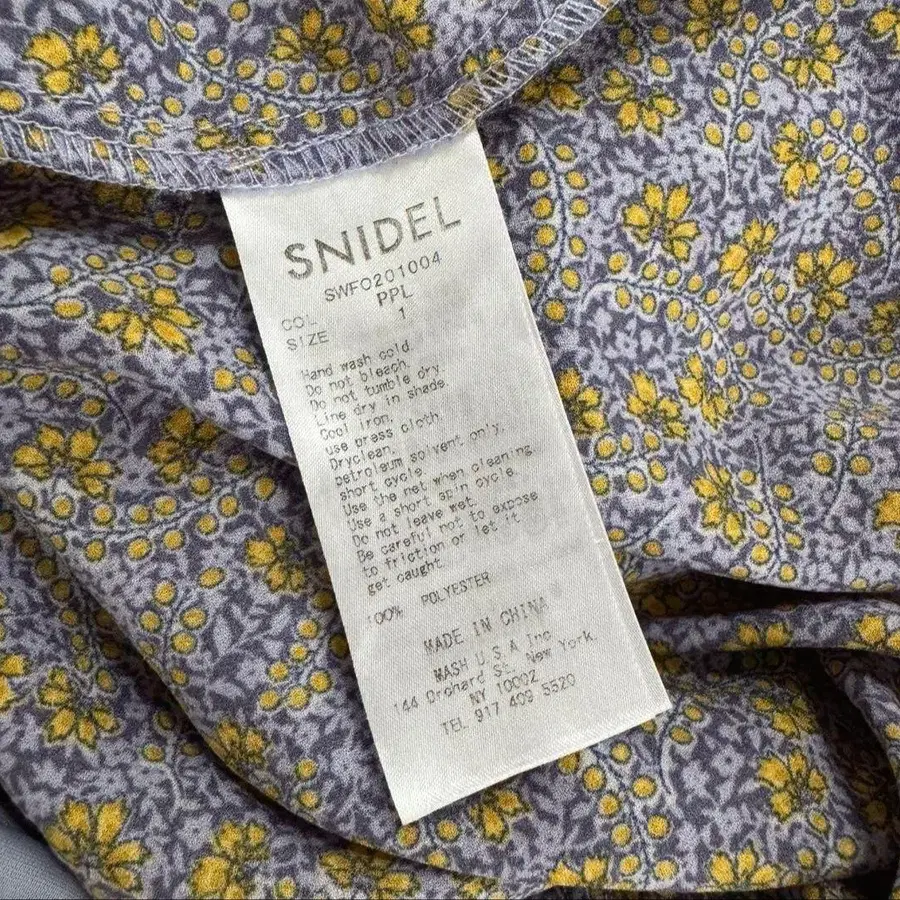 SNIDEL
SWFO201004
COL PPL
SIZE 1
Hand wash cold.
Do not bleach.
Do not tumble dry.
Line dry in shade.
Cool iron.
use press cloth.
Dryclean.
petroleum solvent only.
short cycle.
Use the net when cleaning.
Use a short spin cycle.
Do not leave wet.
Be careful not to expose
to friction or let it
get caught.
100% POLYESTER
MADE IN CHINA
MASH U.S.A Inc
144 Orchard St. New York.
NY 10002
TEL 917 409 5520